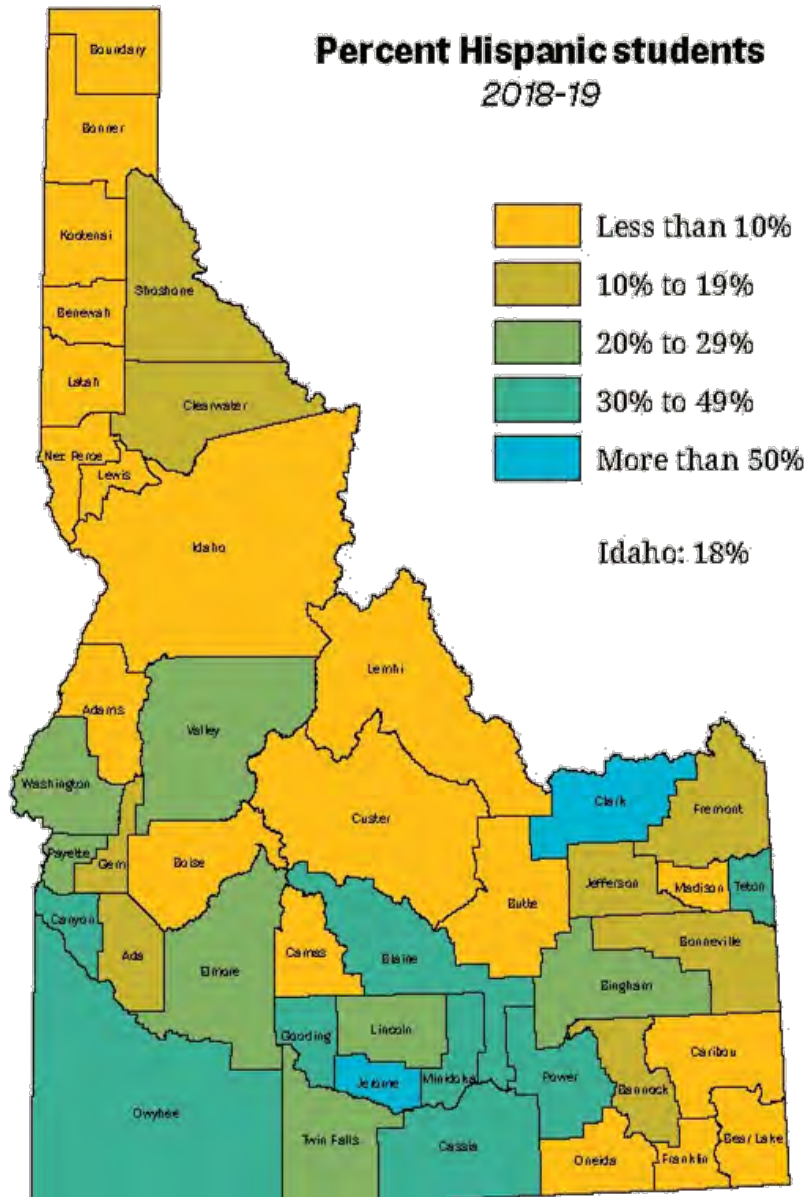 Percent Hispanic students
2018-19
Less than 10%
10% to 19%
20% to 29%
30% to 49%
More than 50%
Idaho: 18%
Boundary
Bonner
Kootenai
Shoshone
Benewah
Latah
Clearwater
Nez Perce
Lewis
Idaho
Lemhi
Adams
Valley
Washington
Clark
Fremont
Custer
Payette
Gem
Boise
Butte
Jefferson
Madison
Teton
Canyon
Ada
Elmore
Camas
Blaine
Bonneville
Bingham
Gooding
Lincoln
Caribou
Jerome
Minidoka
Power
Bannock
Owyhee
Twin Falls
Cassia
Oneida
Franklin
Bear Lake